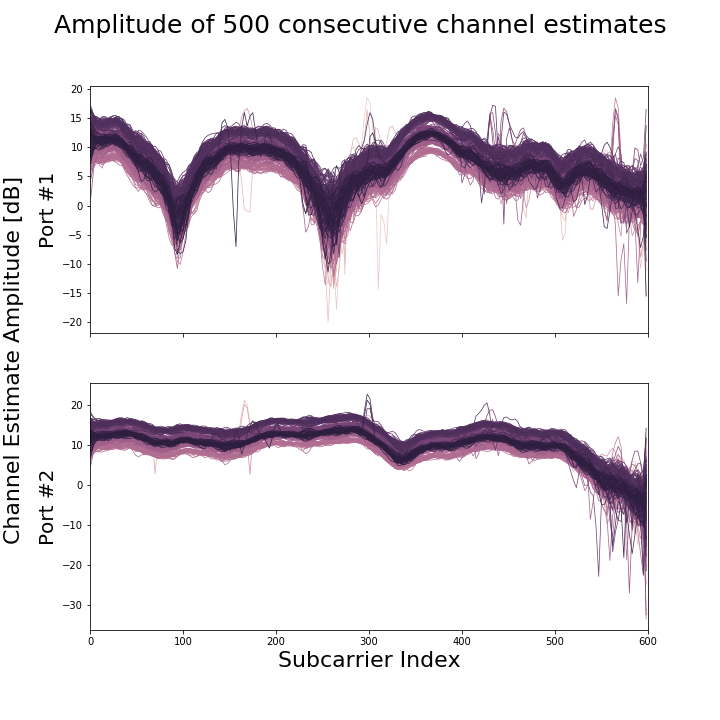 Amplitude of 500 consecutive channel estimates
Channel Estimate Amplitude [dB]
Port #1
20
15
10
5
0
−5
−10
−15
−20
Port #2
20
10
0
−10
−20
−30
0 100 200 300 400 500 600
Subcarrier Index